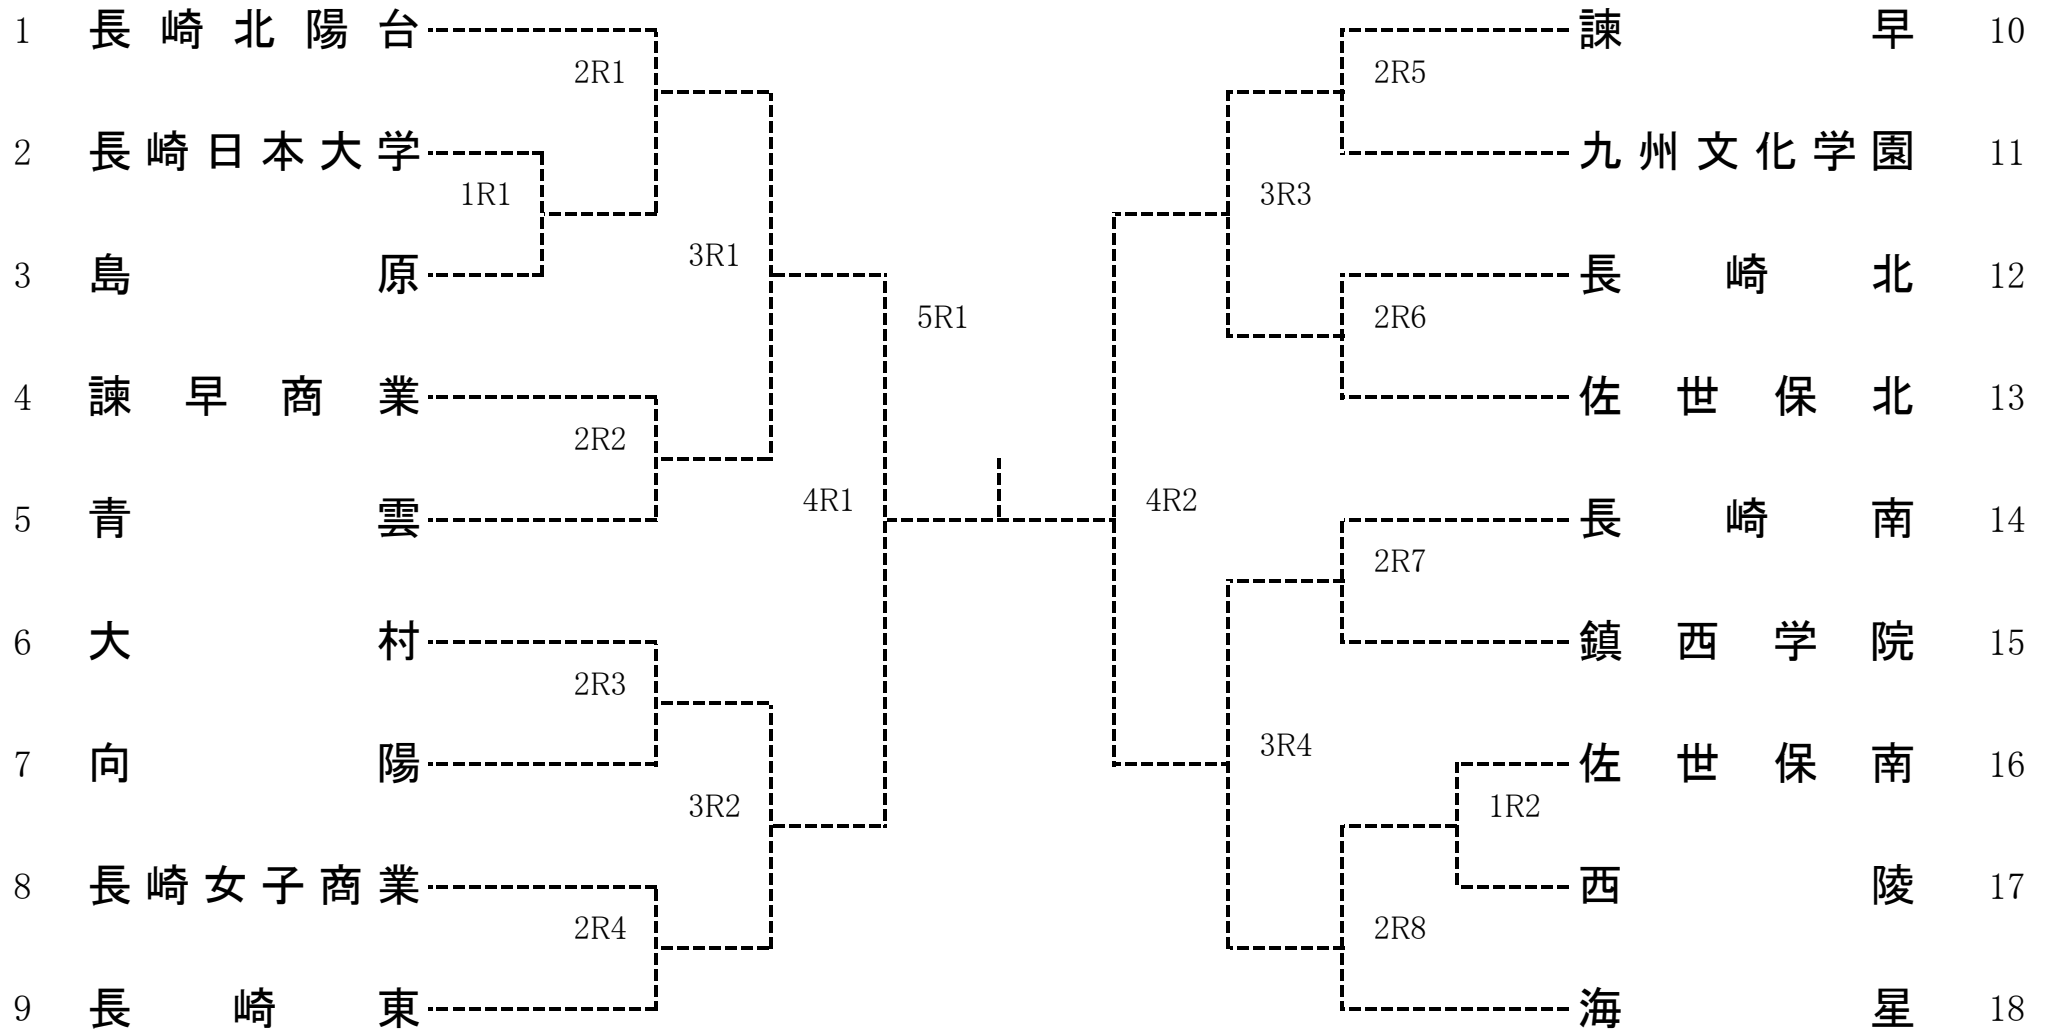 1 長崎北陽台
2R1
2 長崎日本大学
1R1
3 島原
3R1
4 諫早商業
2R2
5 青雲
4R1
6 大村
2R3
7 向陽
3R2
8 長崎女子商業
2R4
9 長崎東
5R1
諫早 10
2R5
九州文化学園 11
3R3
長崎北 12
2R6
佐世保北 13
4R2
長崎南 14
2R7
鎮西学院 15
3R4
佐世保南 16
1R2
西陵 17
2R8
海星 18